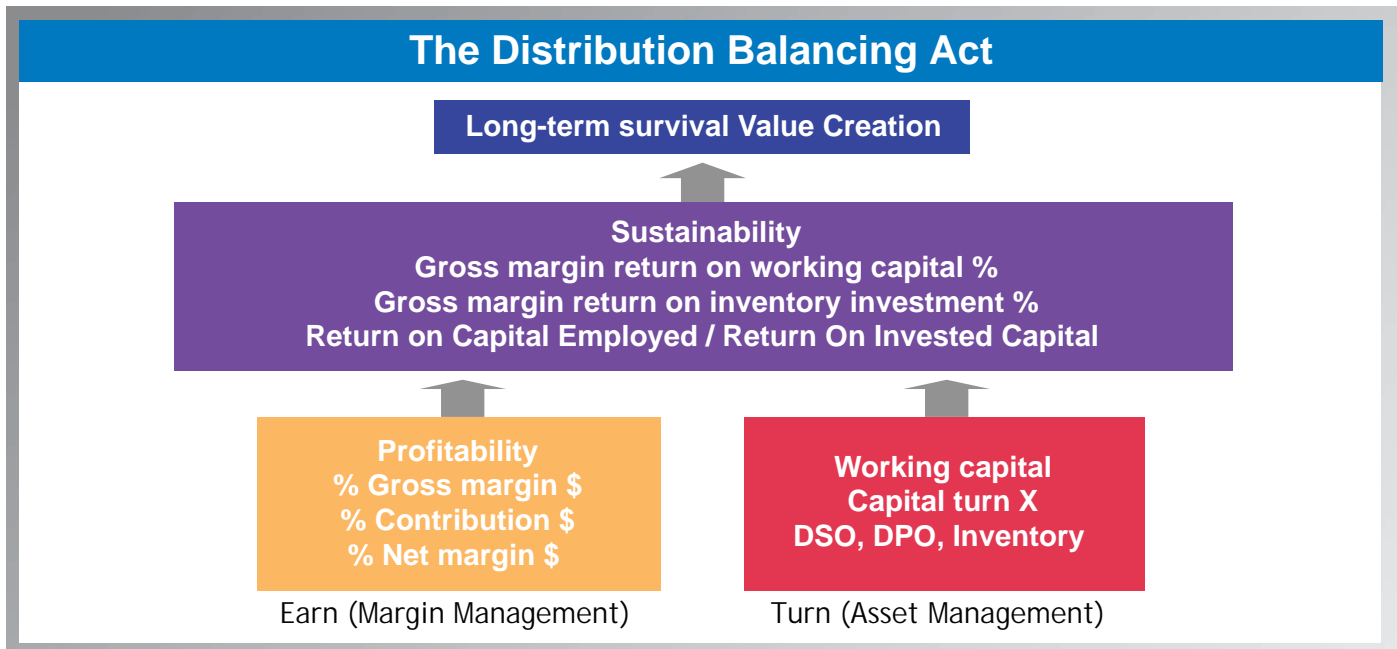 The Distribution Balancing Act
Long-term survival Value Creation
Sustainability
Gross margin return on working capital %
Gross margin return on inventory investment %
Return on Capital Employed / Return On Invested Capital
Profitability
% Gross margin $
% Contribution $
% Net margin $
Earn (Margin Management)
Working capital
Capital turn X
DSO, DPO, Inventory
Turn (Asset Management)